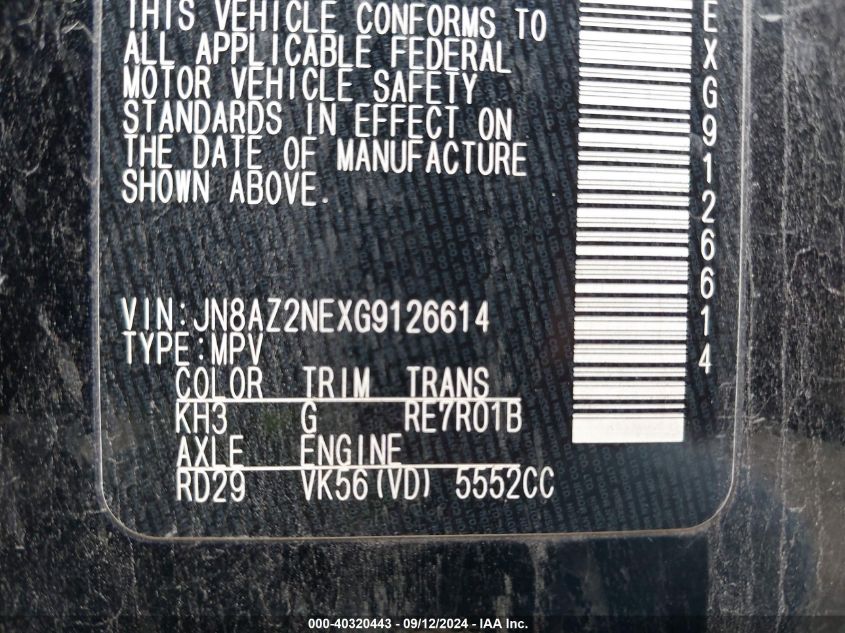 THIS VEHICLE CONFORMS TO
ALL APPLICABLE FEDERAL
MOTOR VEHICLE SAFETY
STANDARDS IN EFFECT ON
THE DATE OF MANUFACTURE
SHOWN ABOVE.
VIN:JN8AZ2NEXG9126614
TYPE:MPV
COLOR TRIM TRANS
KH3 G RE7R01B
AXLE ENGINE
RD29 VK56(VD) 5552CC
EXG9126614
000-40320443 - 09/12/2024 - IAA Inc.